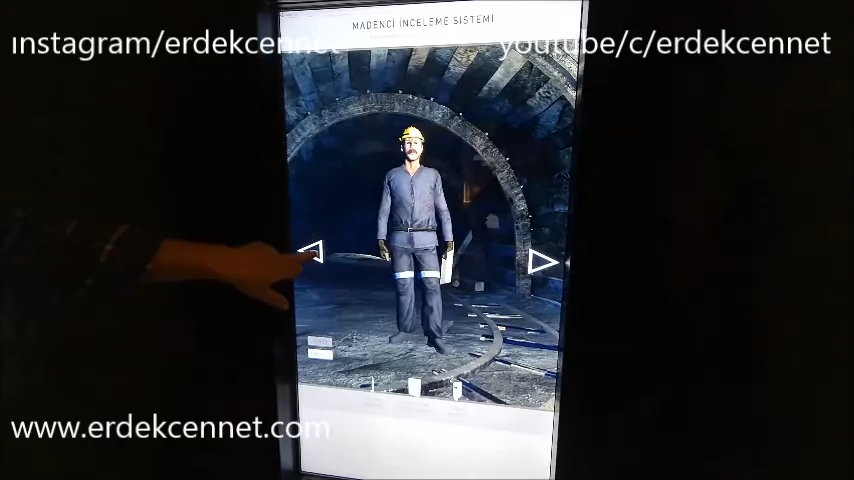 MADENCİ İNCELEME SİSTEMİ
ınstagram/erdekcennet
youtube/c/erdekcennet
www.erdekcennet.com